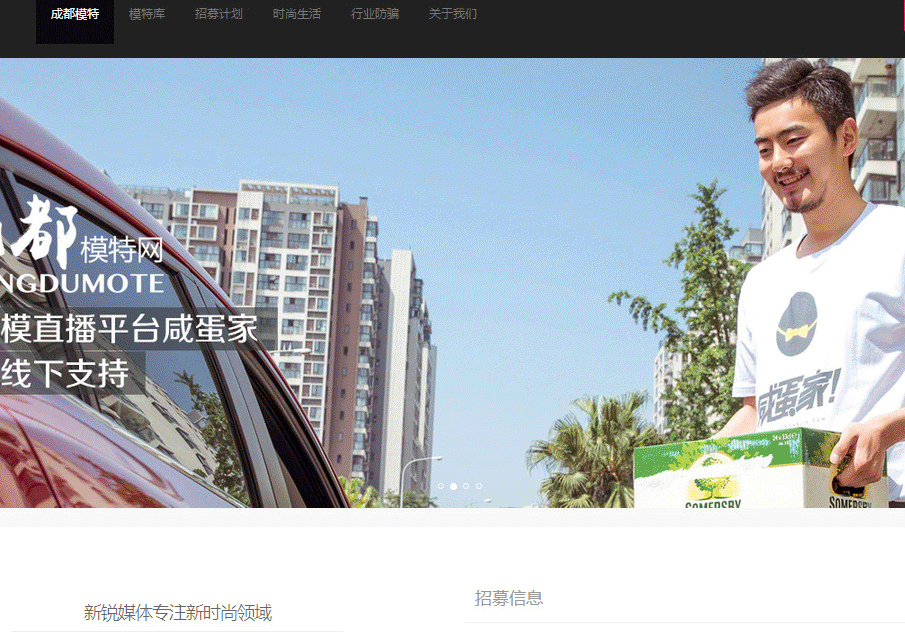 成都模特 模特库 招募计划 时尚生活 行业防骗 关于我们
都 模特网
NGDUMOTE
模直播平台咸蛋家
线下支持
咸蛋家!
SOMERSBY
SOMERSBY
新锐媒体专注新时尚领域
招募信息